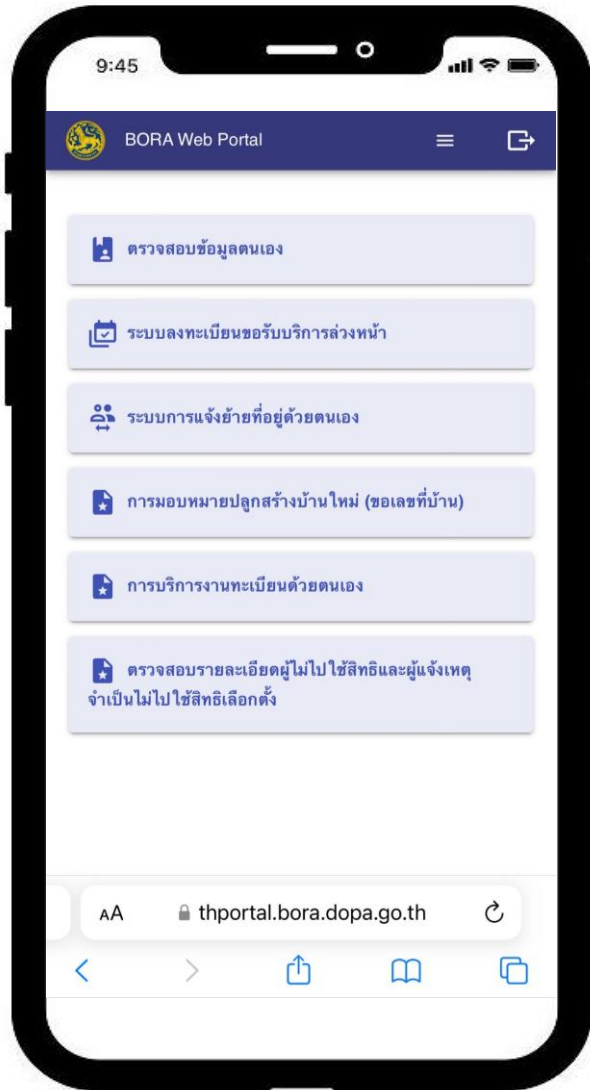 9:45
BORA Web Portal
ตรวจสอบข้อมูลตนเอง
ระบบลงทะเบียนขอรับบริการล่วงหน้า
ระบบการแจ้งย้ายที่อยู่ด้วยตนเอง
การมอบหมายปลูกสร้างบ้านใหม่ (ขอเลขที่บ้าน)
การบริการงานทะเบียนด้วยตนเอง
ตรวจสอบรายละเอียดผู้ไม่ไปใช้สิทธิและผู้แจ้งเหตุ
จำเป็นไม่ไปใช้สิทธิเลือกตั้ง
AA thportal.bora.dopa.go.th